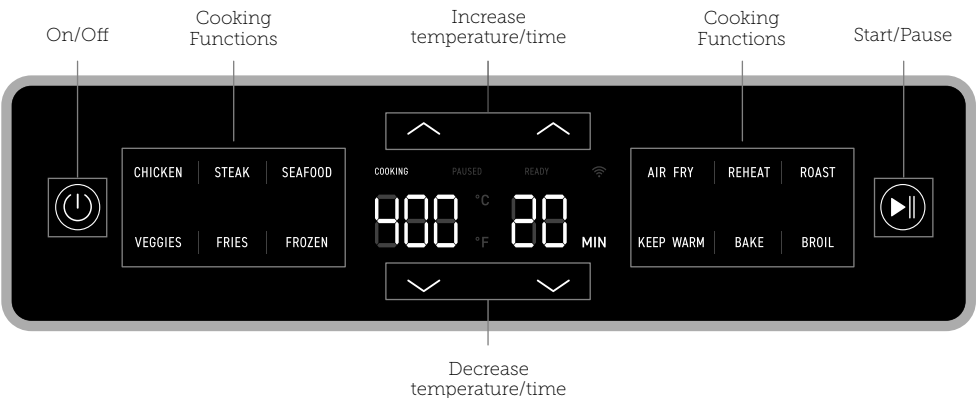 On/Off
Cooking
Functions
Increase
temperature/time
Cooking
Functions
Start/Pause
CHICKEN STEAK SEAFOOD
COOKING PAUSED READY
AIR FRY REHEAT ROAST
400 °C °F 20 MIN
VEGGIES FRIES FROZEN
KEEP WARM BAKE BROIL
Decrease
temperature/time